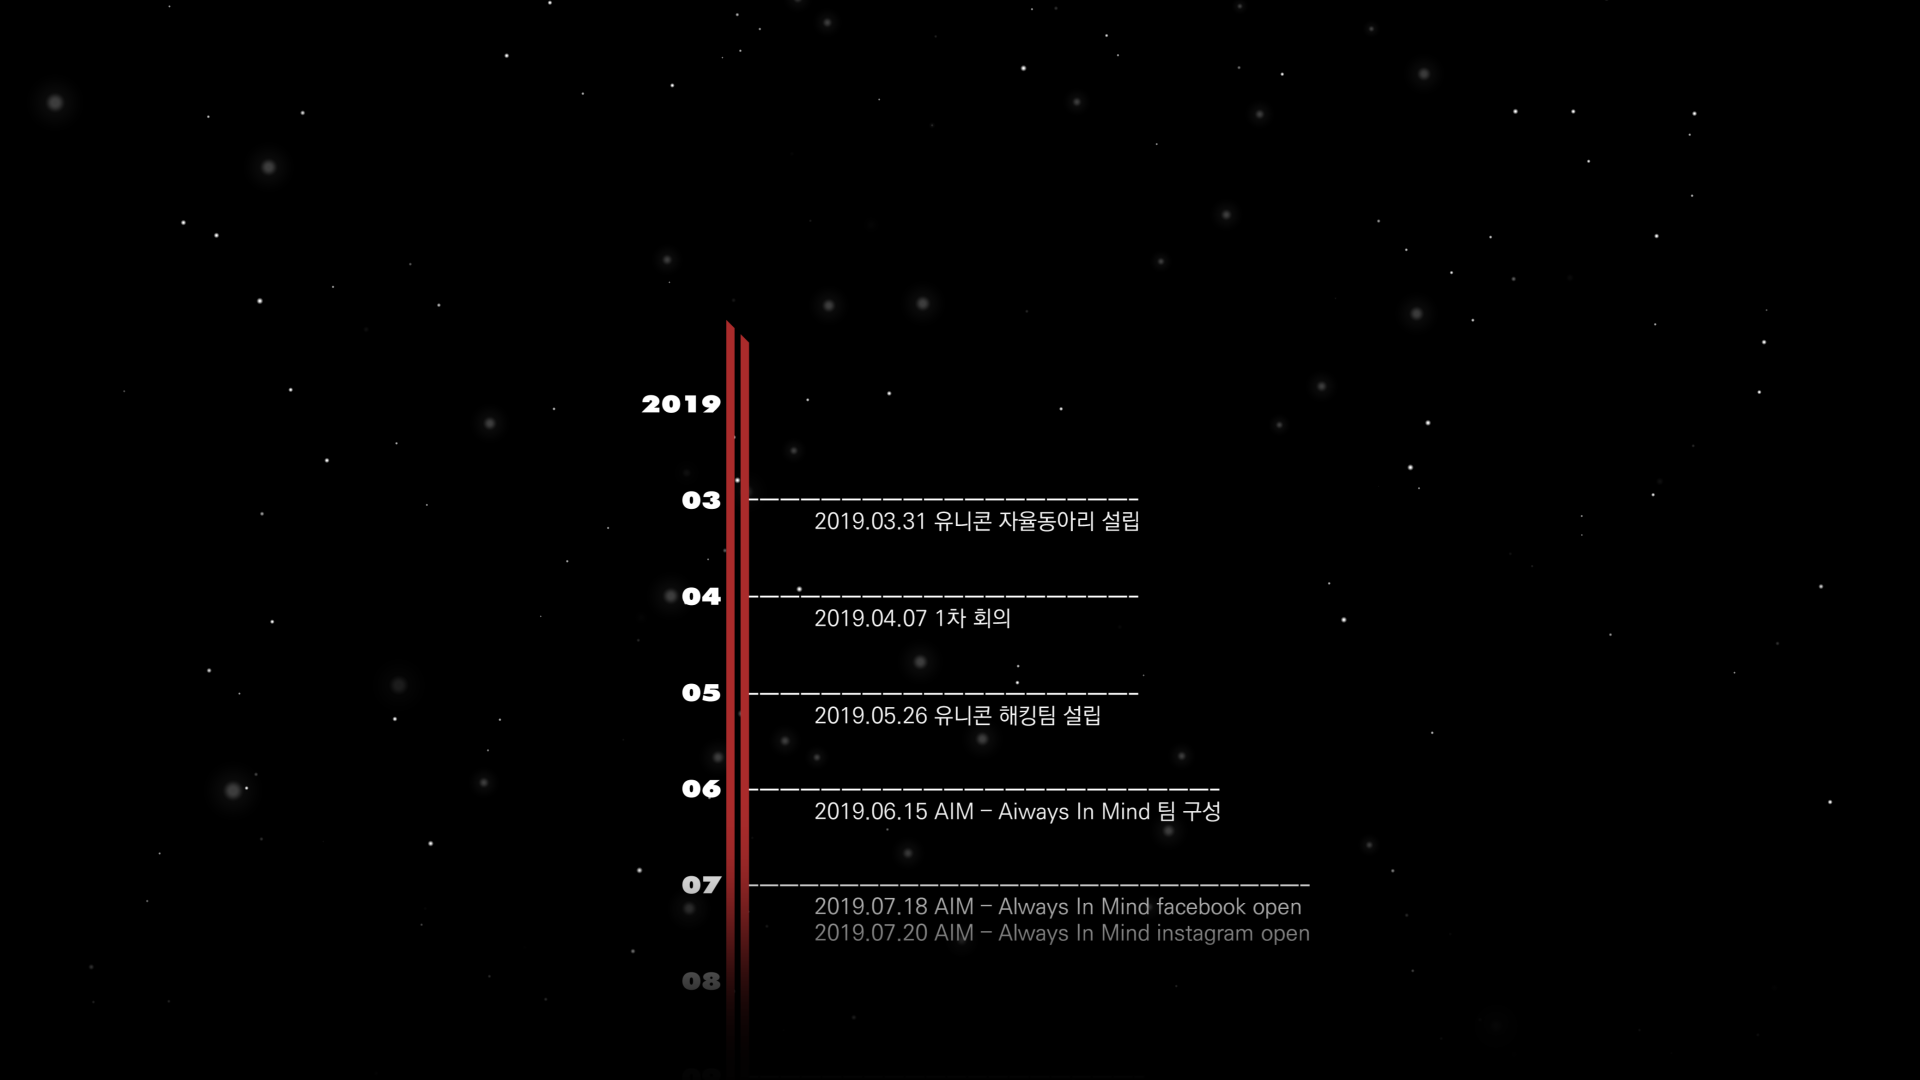 2019
03
2019.03.31 유니콘 자율동아리 설립
04
2019.04.07 1차 회의
05
2019.05.26 유니콘 해킹팀 설립
06
2019.06.15 AIM – Aiways In Mind 팀 구성
07
2019.07.18 AIM – Always In Mind facebook open
2019.07.20 AIM – Always In Mind instagram open
08